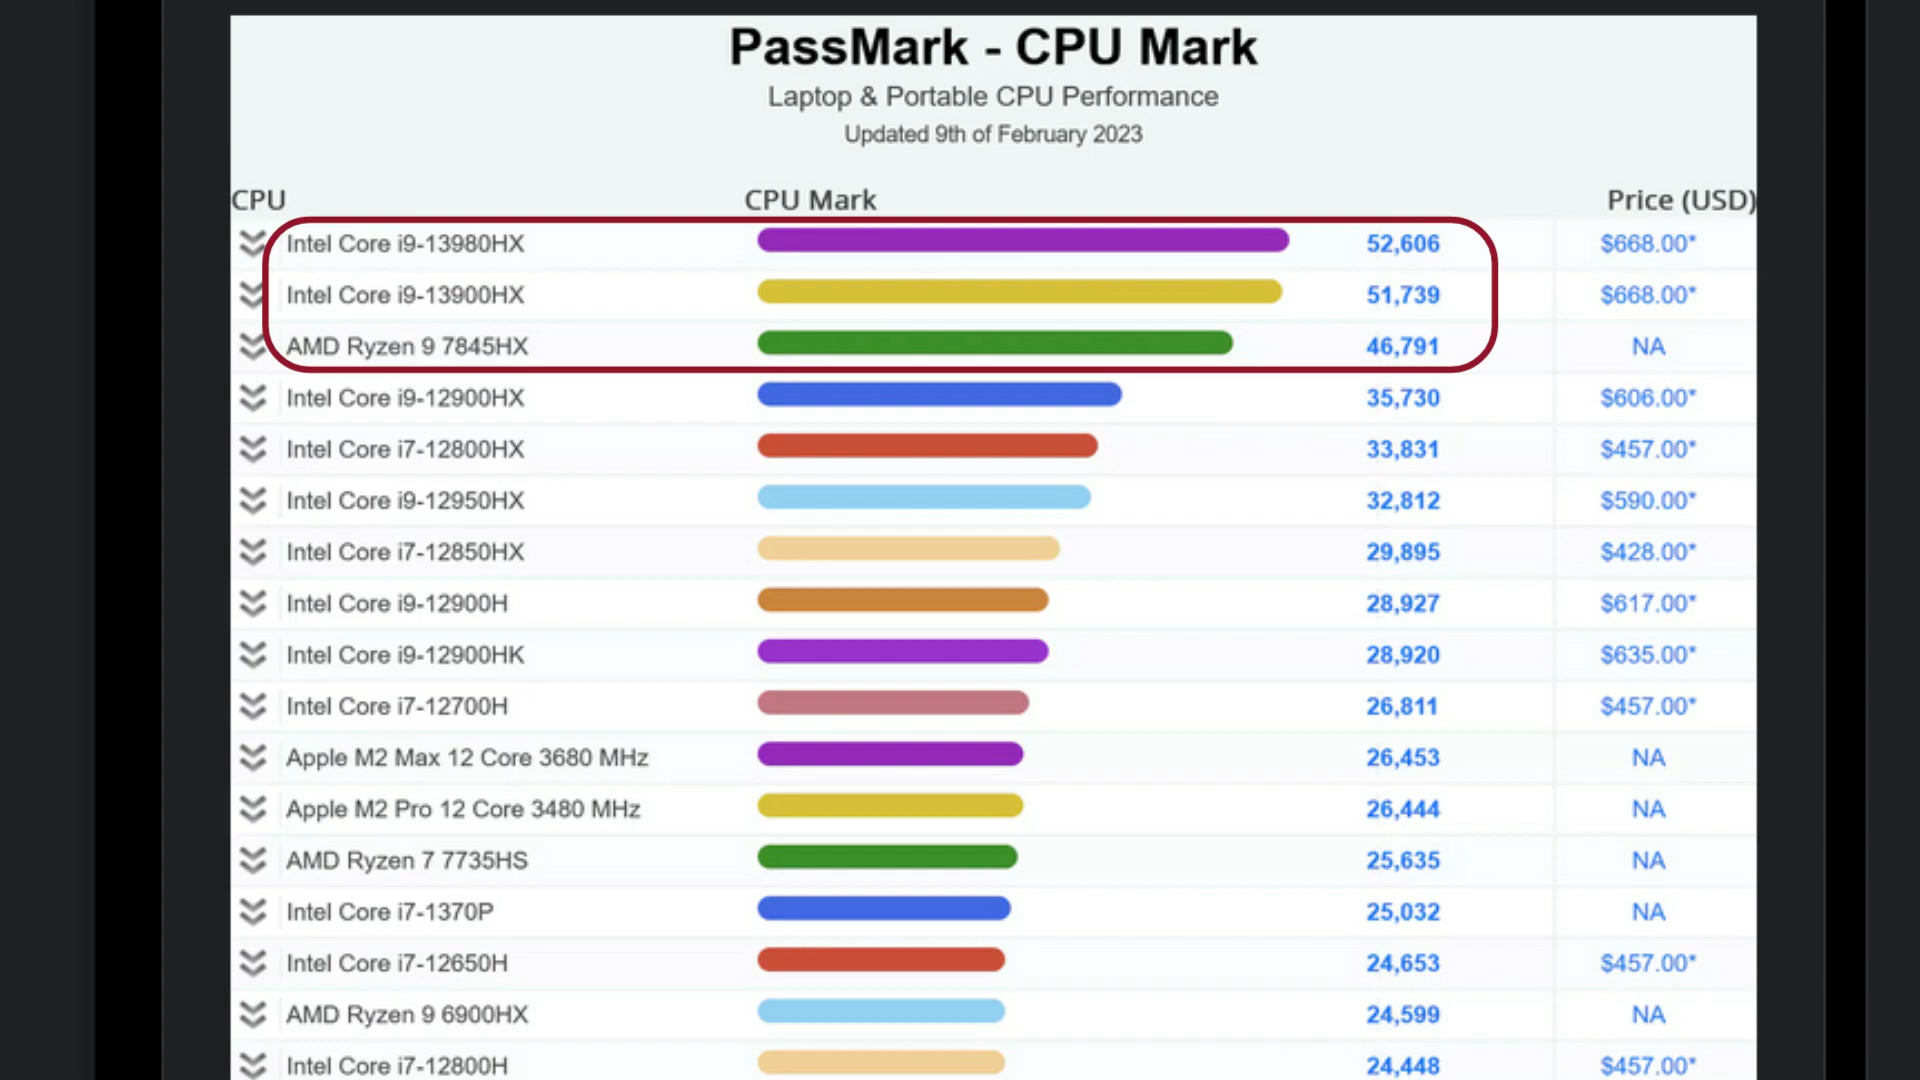 PassMark - CPU Mark
Laptop & Portable CPU Performance
Updated 9th of February 2023
CPU CPU Mark Price (USD)
Intel Core i9-13980HX 52,606 $668.00*
Intel Core i9-13900HX 51,739 $668.00*
AMD Ryzen 9 7845HX 46,791 NA
Intel Core i9-12900HX 35,730 $606.00*
Intel Core i7-12800HX 33,831 $457.00*
Intel Core i9-12950HX 32,812 $590.00*
Intel Core i7-12850HX 29,895 $428.00*
Intel Core i9-12900H 28,927 $617.00*
Intel Core i9-12900HK 28,920 $635.00*
Intel Core i7-12700H 26,811 $457.00*
Apple M2 Max 12 Core 3680 MHz 26,453 NA
Apple M2 Pro 12 Core 3480 MHz 26,444 NA
AMD Ryzen 7 7735HS 25,635 NA
Intel Core i7-1370P 25,032 NA
Intel Core i7-12650H 24,653 $457.00*
AMD Ryzen 9 6900HX 24,599 NA
Intel Core i7-12800H 24,448 $457.00*